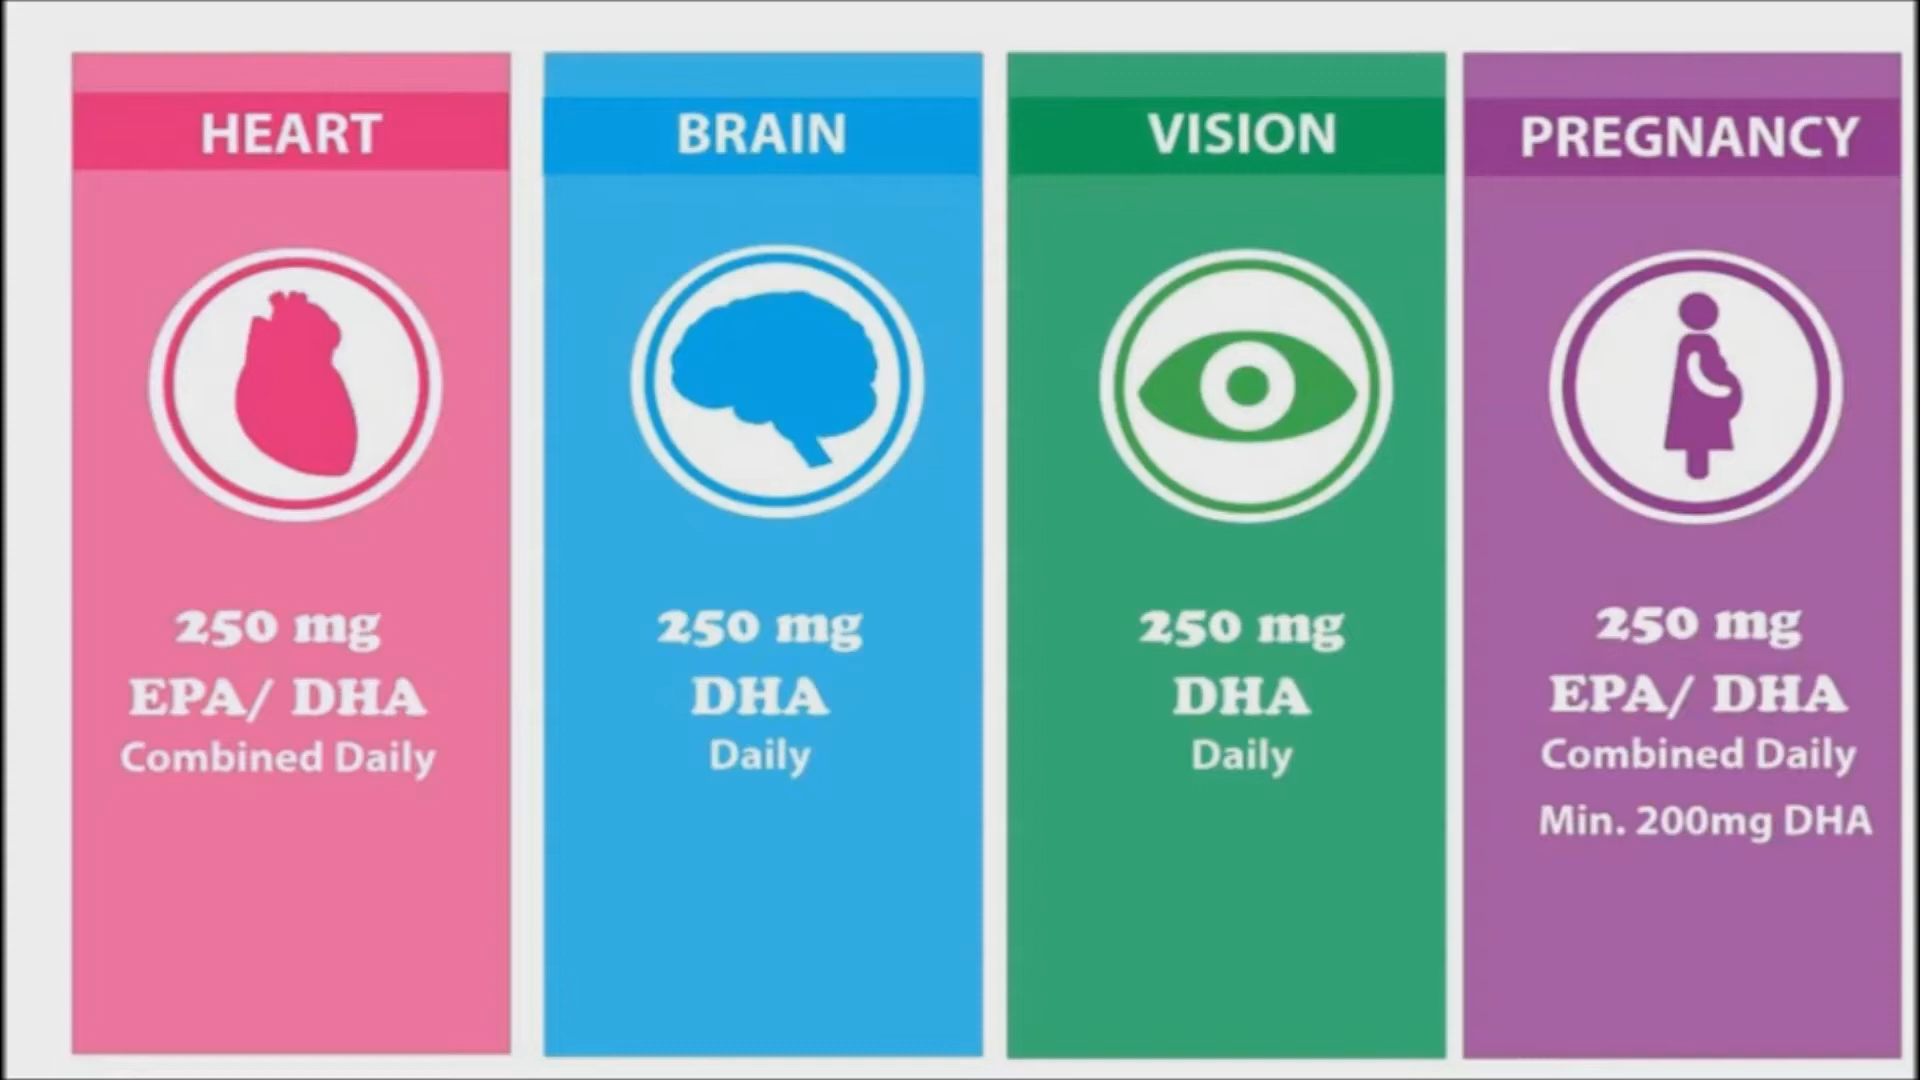 HEART
250 mg
EPA/ DHA
Combined Daily
BRAIN
250 mg
DHA
Daily
VISION
250 mg
DHA
Daily
PREGNANCY
250 mg
EPA/ DHA
Combined Daily
Min. 200mg DHA